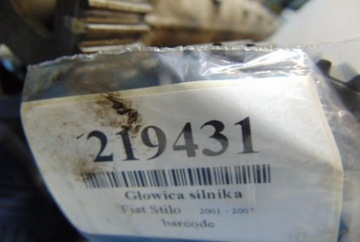 219431
Głowica silnika
Fiat Stilo 2001 - 2007
barcode